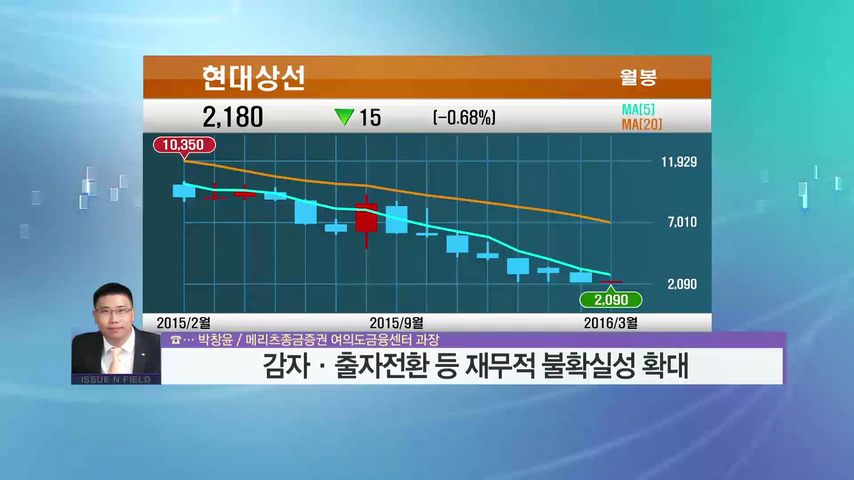 현대상선 월봉
2,180 ▼ 15 (-0.68%)
MA[5]
MA[20]
10,350
11,929
7,010
2,090
2,090
2015/2월 2015/9월 2016/3월
☎… 박창윤 / 메리츠종금증권 여의도금융센터 과장
감자·출자전환 등 재무적 불확실성 확대
ISSUE N FIELD